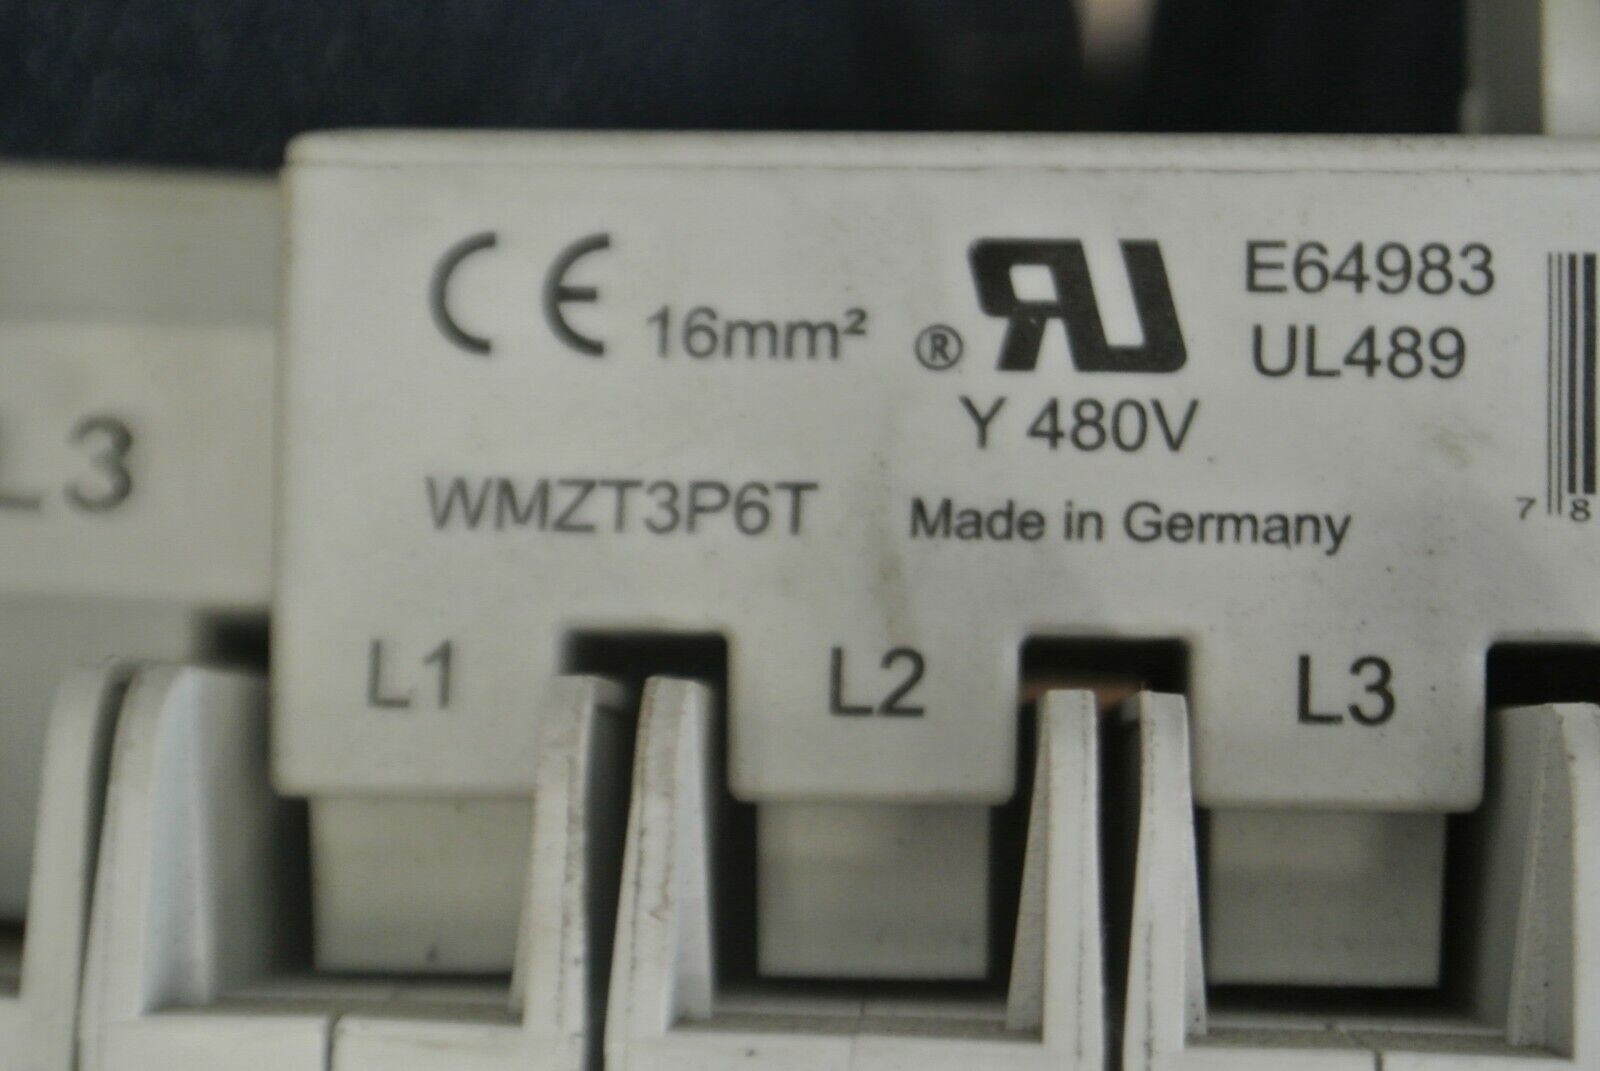 CE 16mm² ® RU E64983
UL489
Y 480V
WMZT3P6T Made in Germany
7 8
L3
L1 L2 L3